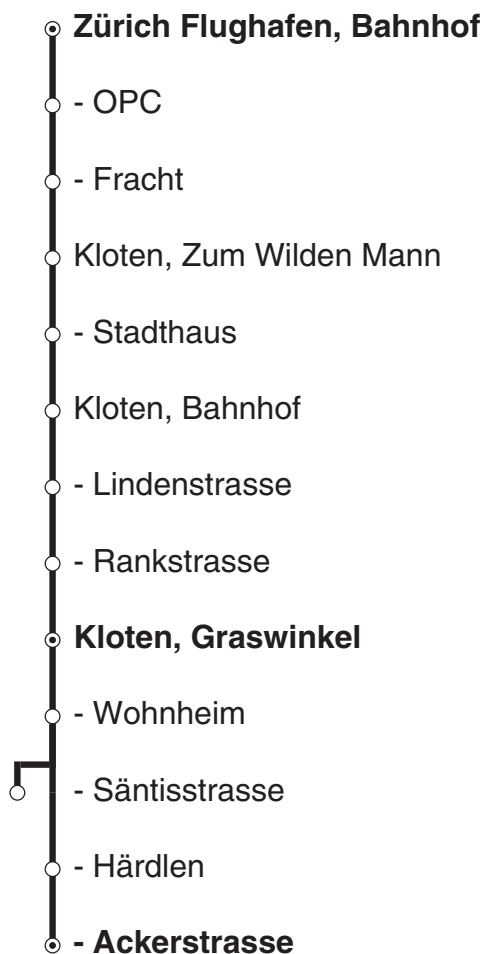 Zürich Flughafen, Bahnhof
- OPC
- Fracht
Kloten, Zum Wilden Mann
- Stadthaus
Kloten, Bahnhof
- Lindenstrasse
- Rankstrasse
Kloten, Graswinkel
- Wohnheim
- Säntisstrasse
- Härdlen
- Ackerstrasse